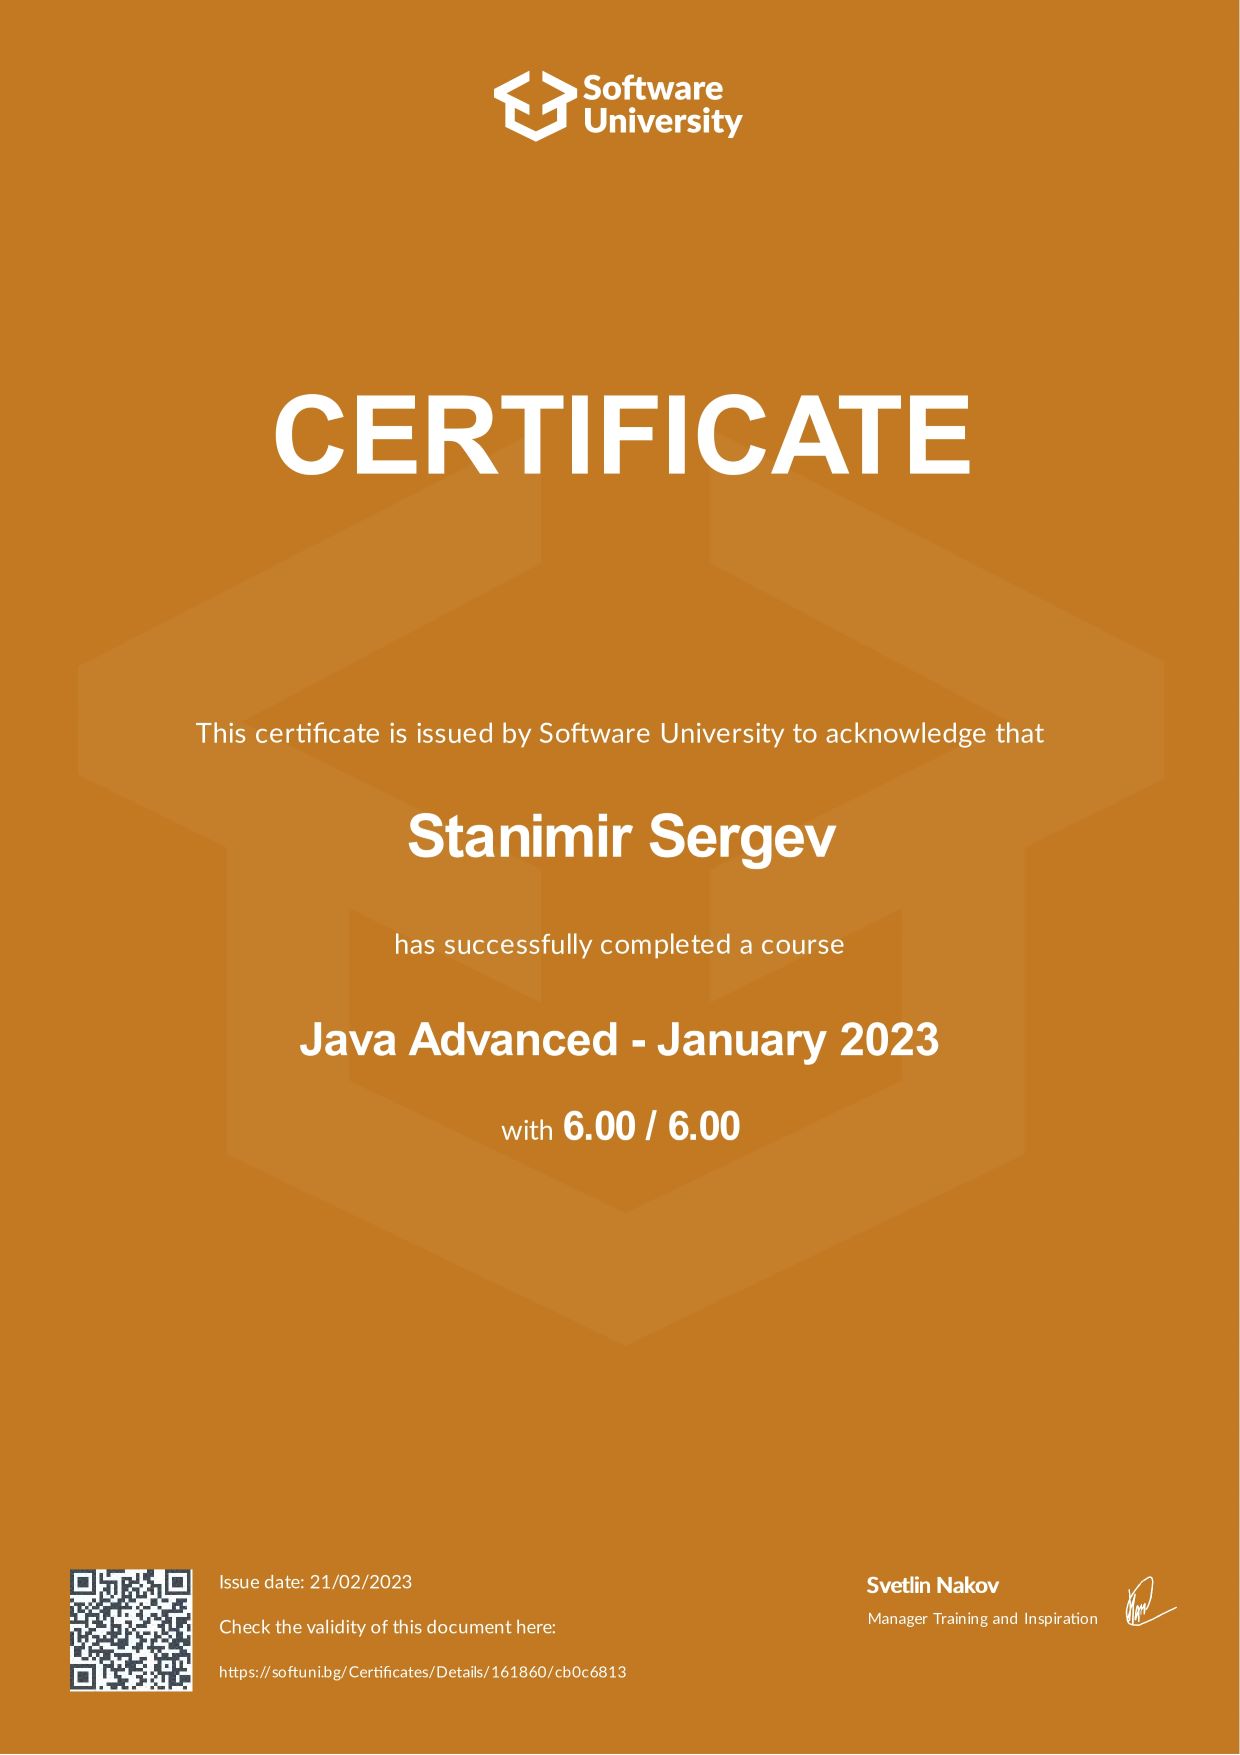 Software
University
CERTIFICATE
This certificate is issued by Software University to acknowledge that
Stanimir Sergev
has successfully completed a course
Java Advanced - January 2023
with 6.00 / 6.00
Issue date: 21/02/2023
Check the validity of this document here:
https://softuni.bg/Certificates/Details/161860/cb0c6813
Svetlin Nakov
Manager Training and Inspiration